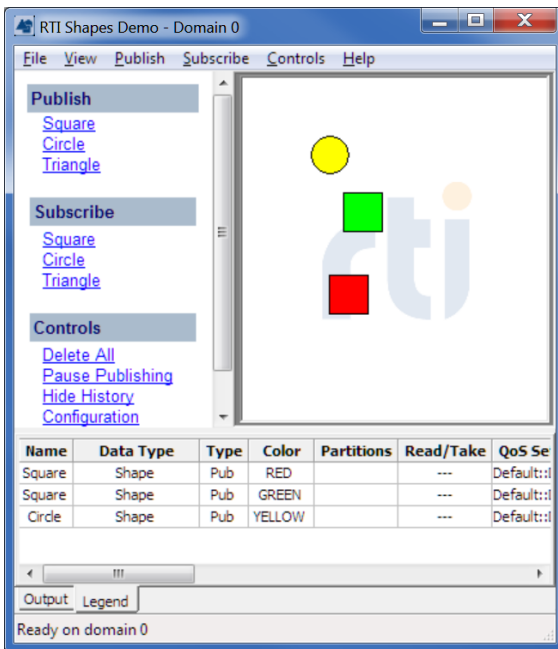 RTI Shapes Demo - Domain 0
File View Publish Subscribe Controls Help
Publish
Square
Circle
Triangle
Subscribe
Square
Circle
Triangle
Controls
Delete All
Pause Publishing
Hide History
Configuration
rti
Name Data Type Type Color Partitions Read/Take QoS Se
Square Shape Pub RED --- Default::
Square Shape Pub GREEN --- Default::
Circle Shape Pub YELLOW --- Default::
Output Legend
Ready on domain 0